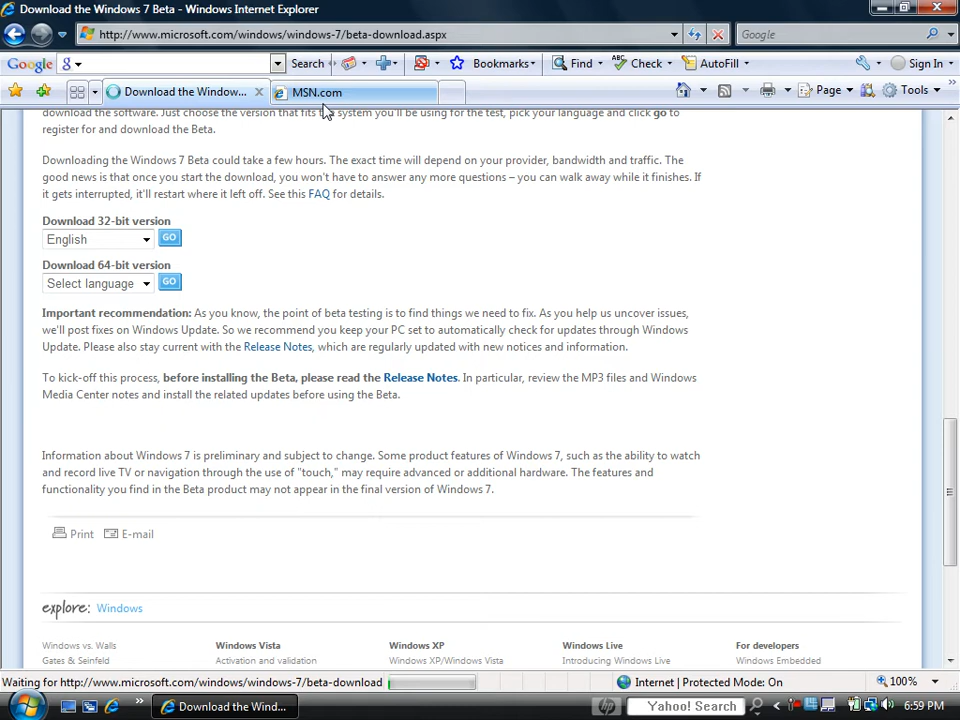 Download the Windows 7 Beta - Windows Internet Explorer
http://www.microsoft.com/windows/windows-7/beta-download.aspx
Google
Google
Search
Bookmarks
Find
Check
AutoFill
Sign In
Download the Window...
MSN.com
Page
Tools
download the software. Just choose the version that fits the system you'll be using for the test, pick your language and click go to
register for and download the Beta.
Downloading the Windows 7 Beta could take a few hours. The exact time will depend on your provider, bandwidth and traffic. The
good news is that once you start the download, you won't have to answer any more questions – you can walk away while it finishes. If
it gets interrupted, it'll restart where it left off. See this FAQ for details.
Download 32-bit version
English GO
Download 64-bit version
Select language GO
Important recommendation: As you know, the point of beta testing is to find things we need to fix. As you help us uncover issues,
we'll post fixes on Windows Update. So we recommend you keep your PC set to automatically check for updates through Windows
Update. Please also stay current with the Release Notes, which are regularly updated with new notices and information.
To kick-off this process, before installing the Beta, please read the Release Notes. In particular, review the MP3 files and Windows
Media Center notes and install the related updates before using the Beta.
Information about Windows 7 is preliminary and subject to change. Some product features of Windows 7, such as the ability to watch
and record live TV or navigation through the use of "touch," may require advanced or additional hardware. The features and
functionality you find in the Beta product may not appear in the final version of Windows 7.
Print E-mail
explore: Windows
Windows vs. Walls Windows Vista Windows XP Windows Live For developers
Gates & Seinfeld Activation and validation Windows XP/Windows Vista Introducing Windows Live Windows Embedded
Waiting for http://www.microsoft.com/windows/windows-7/beta-download
Internet | Protected Mode: On
100%
Download the Wind...
hp
Yahoo! Search
6:59 PM